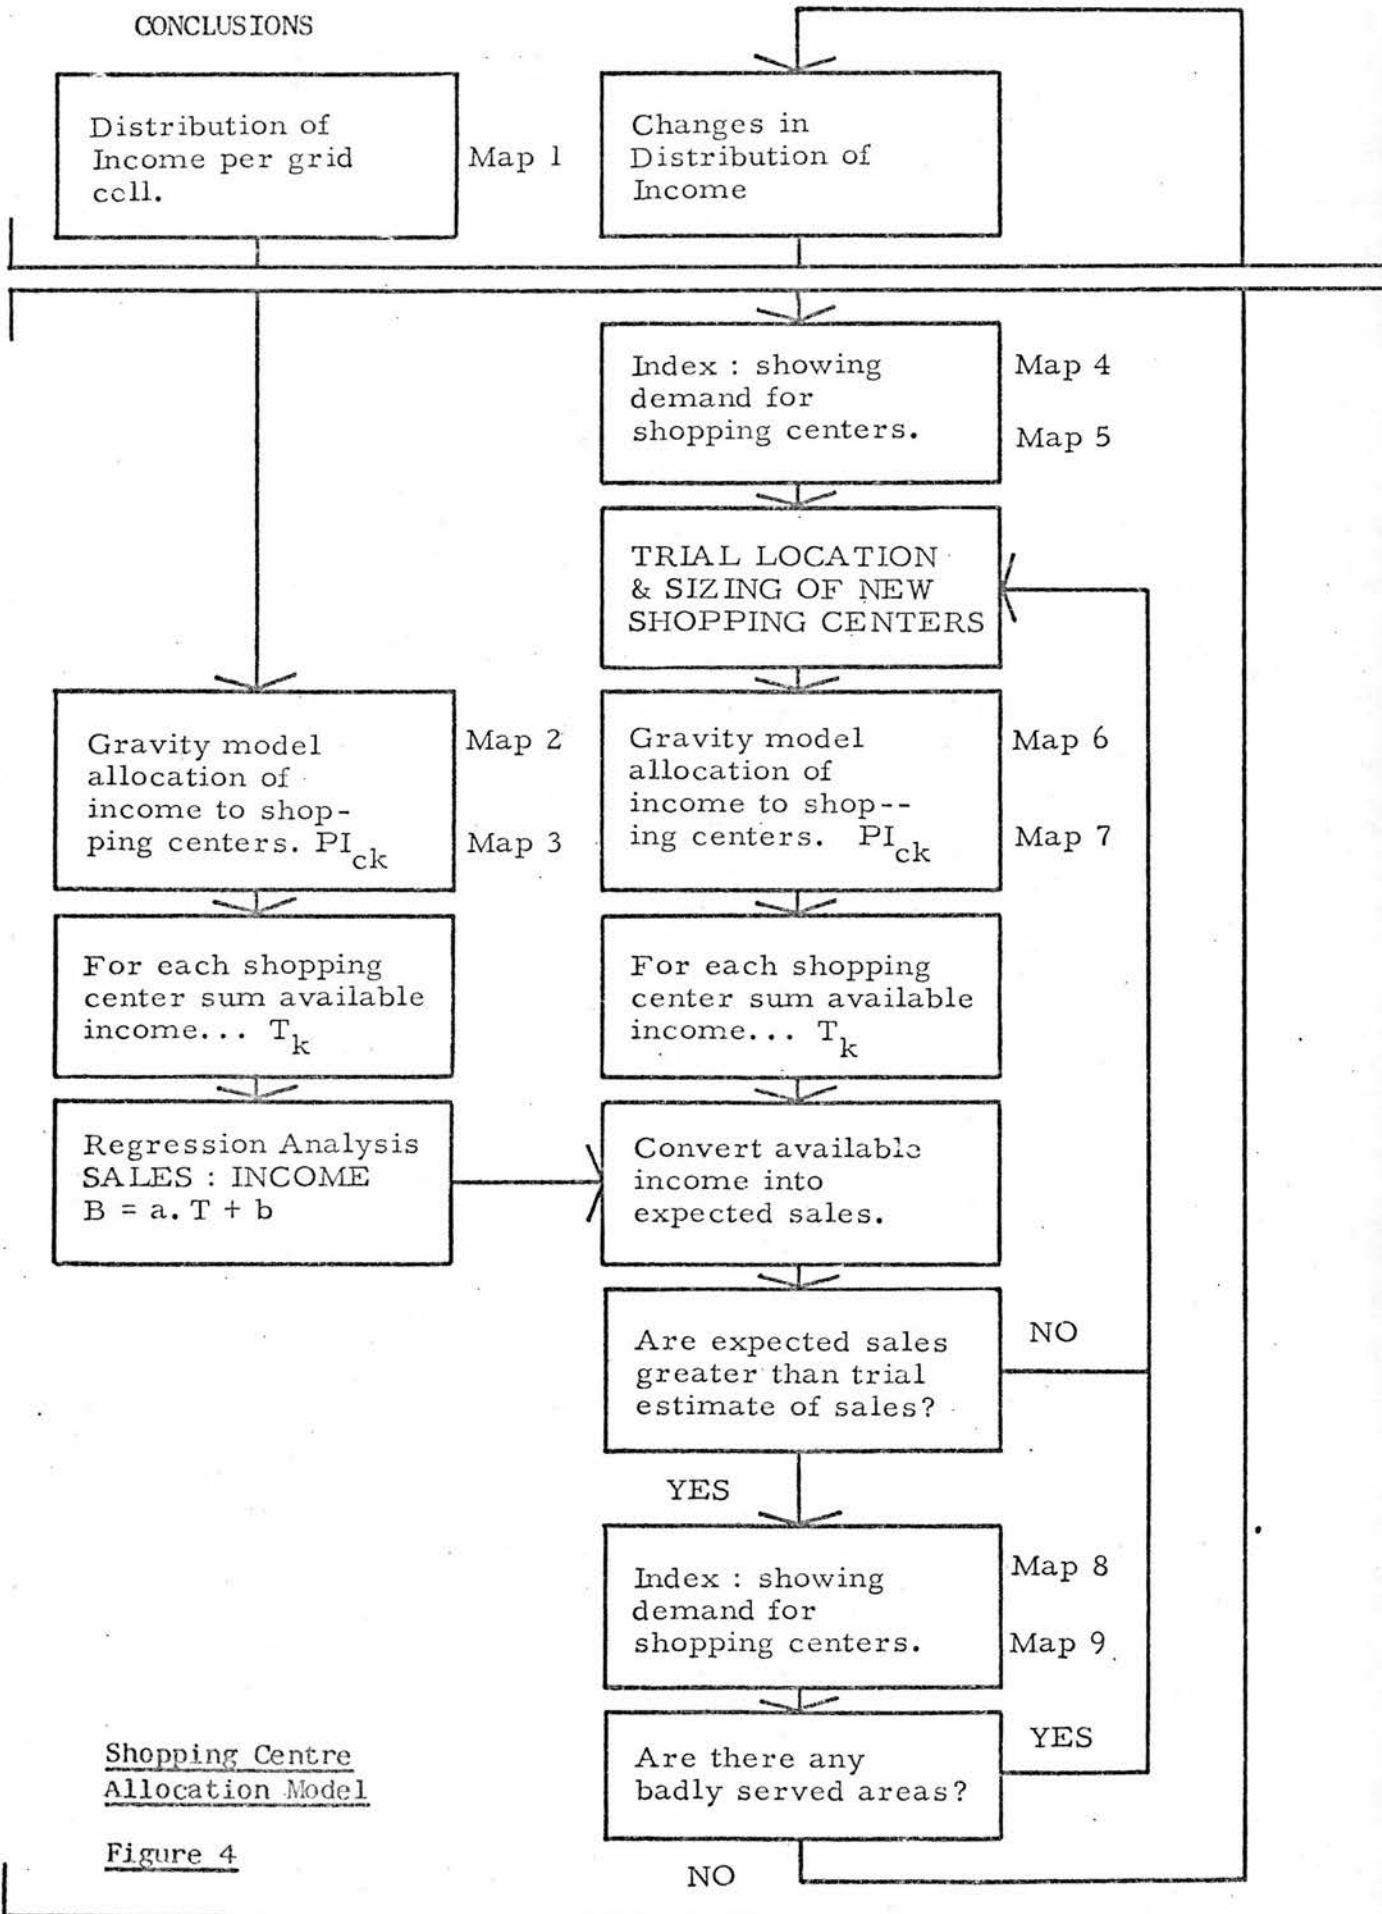 CONCLUSIONS
Distribution of
Income per grid
cell.
Map 1
Changes in
Distribution of
Income
Index : showing
demand for
shopping centers.
Map 4
Map 5
TRIAL LOCATION
& SIZING OF NEW
SHOPPING CENTERS
Gravity model
allocation of
income to shop-
ping centers. PI_ck
Map 2
Map 3
Gravity model
allocation of
income to shop--
ing centers. PI_ck
Map 6
Map 7
For each shopping
center sum available
income... T_k
For each shopping
center sum available
income... T_k
Regression Analysis
SALES : INCOME
B = a. T + b
Convert available
income into
expected sales.
Are expected sales
greater than trial
estimate of sales?
NO
YES
Index : showing
demand for
shopping centers.
Map 8
Map 9
Are there any
badly served areas?
YES
NO
Shopping Centre
Allocation Model
Figure 4